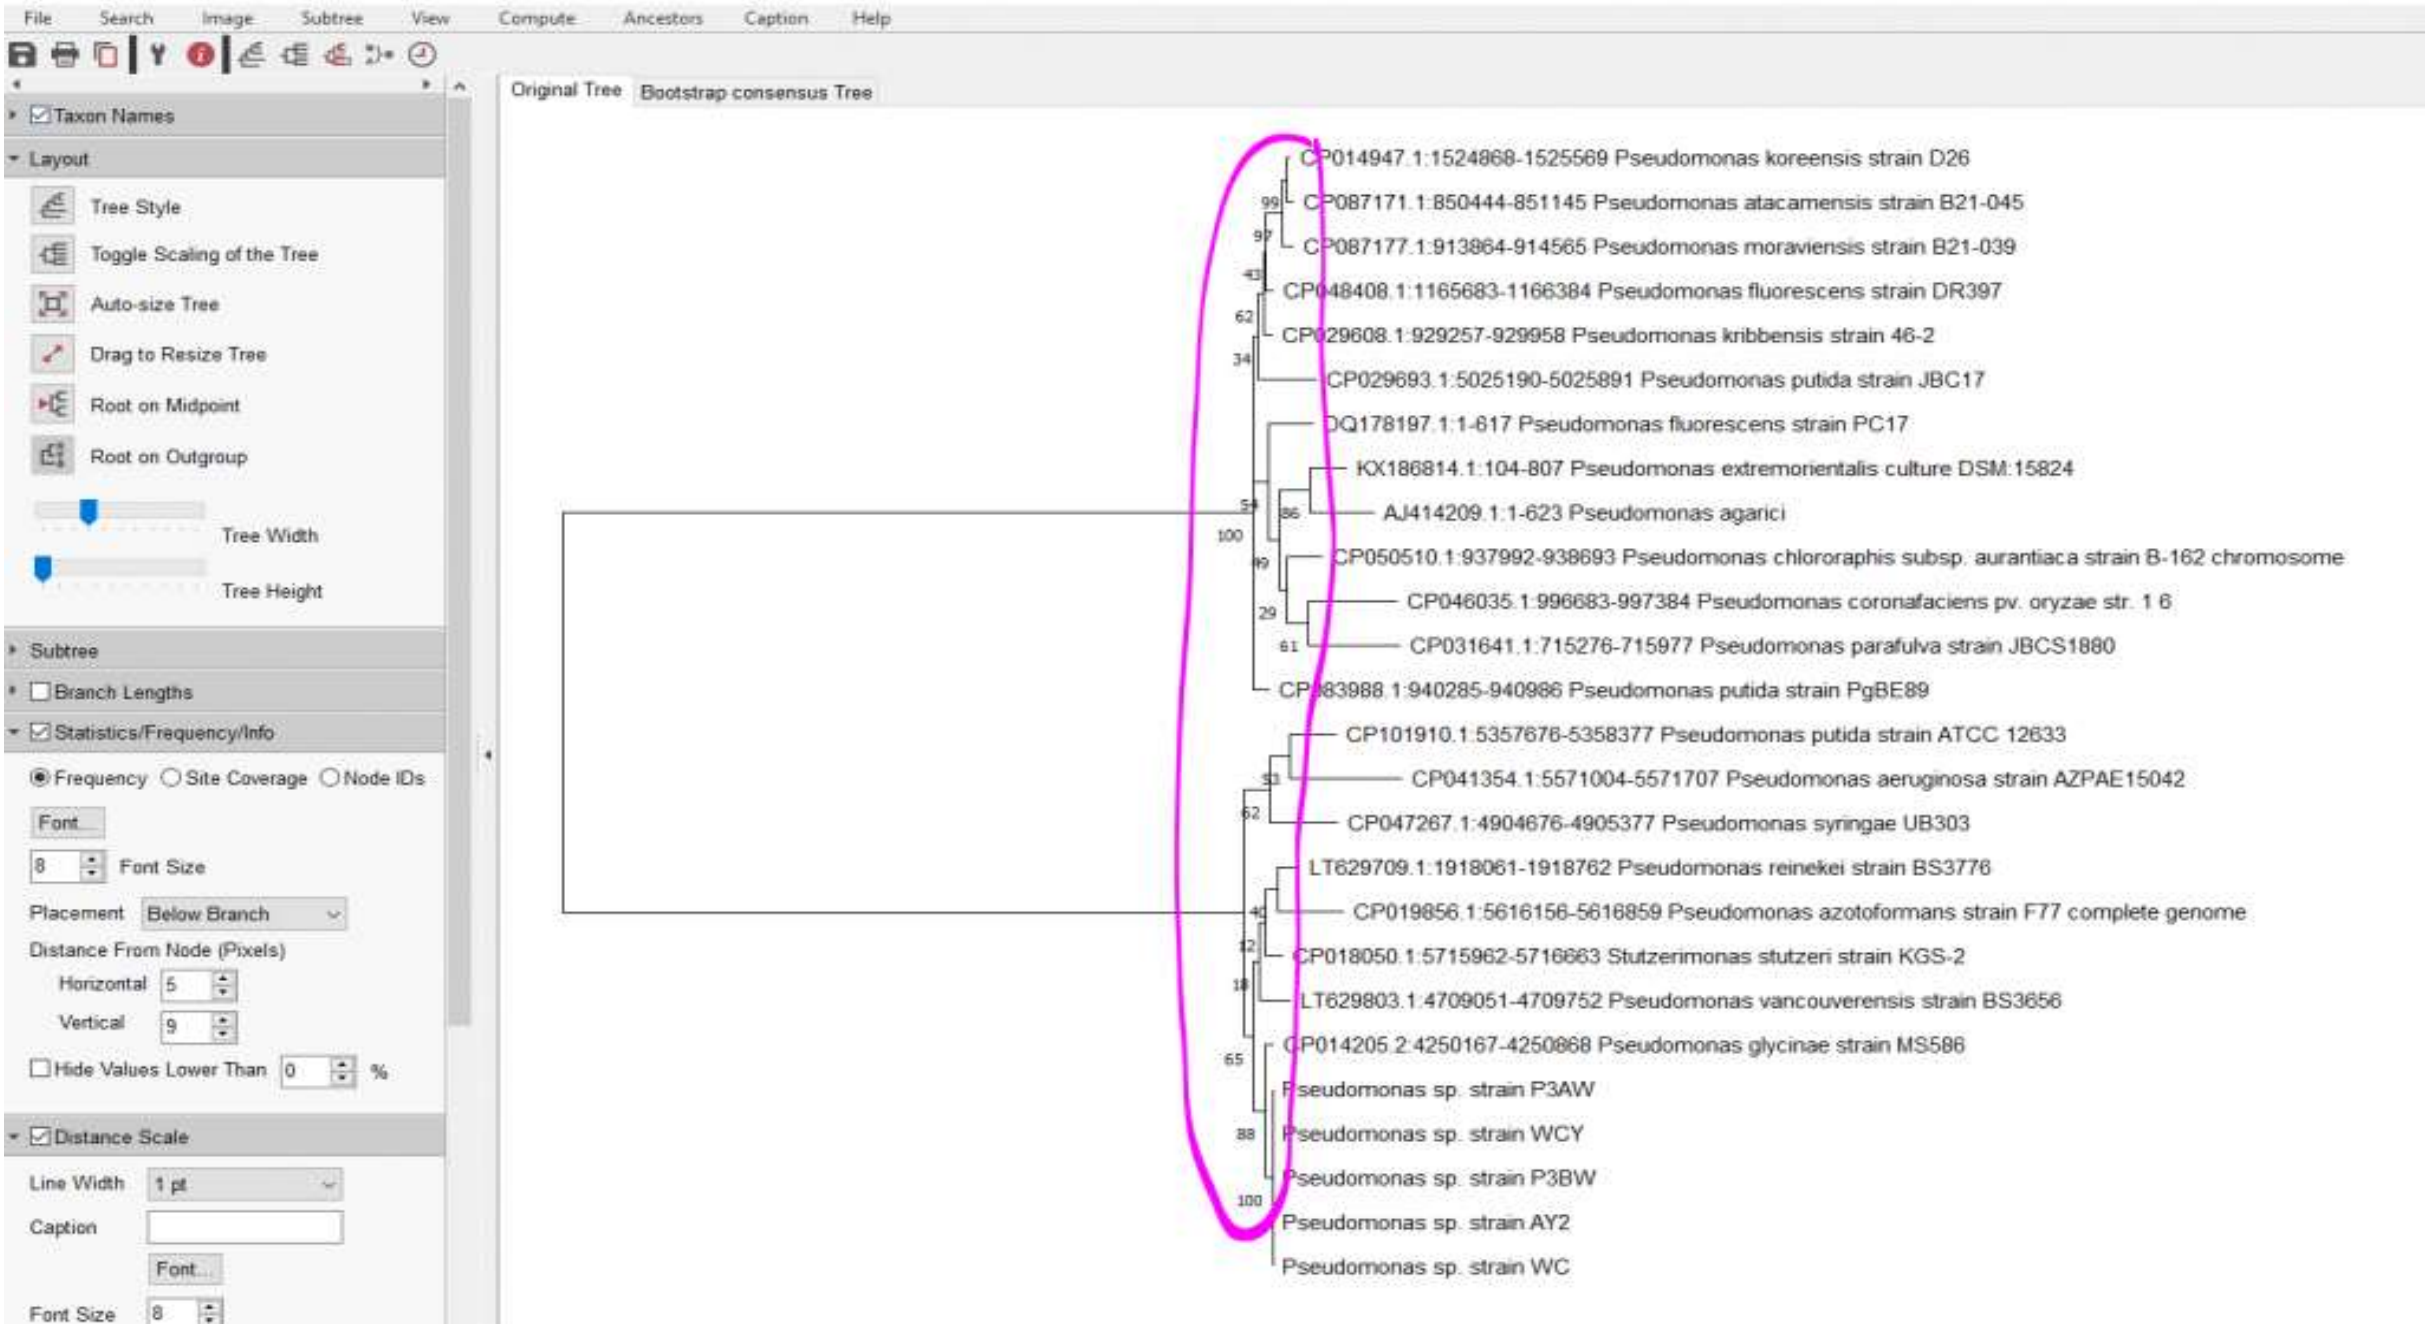 File Search Image Subtree View Compute Ancestors Caption Help
Original Tree Bootstrap consensus Tree
Taxon Names
Layout
Tree Style
Toggle Scaling of the Tree
Auto-size Tree
Drag to Resize Tree
Root on Midpoint
Root on Outgroup
Tree Width
Tree Height
Subtree
Branch Lengths
Statistics/Frequency/Info
Frequency Site Coverage Node IDs
Font...
8 Font Size
Placement Below Branch
Distance From Node (Pixels)
Horizontal 5
Vertical 9
Hide Values Lower Than 0 %
Distance Scale
Line Width 1 pt
Caption
Font...
Font Size 8
CP014947.1:1524868-1525569 Pseudomonas koreensis strain D26
99 CP087171.1:850444-851145 Pseudomonas atacamensis strain B21-045
97 CP087177.1:913864-914565 Pseudomonas moraviensis strain B21-039
43
CP048408.1:1165683-1166384 Pseudomonas fluorescens strain DR397
62
CP029608.1:929257-929958 Pseudomonas kribbensis strain 46-2
34
CP029693.1:5025190-5025891 Pseudomonas putida strain JBC17
DQ178197.1:1-617 Pseudomonas fluorescens strain PC17
KX186814.1:104-807 Pseudomonas extremorientalis culture DSM:15824
86 AJ414209.1:1-623 Pseudomonas agarici
100
CP050510.1:937992-938693 Pseudomonas chlororaphis subsp. aurantiaca strain B-162 chromosome
49
CP046035.1:996683-997384 Pseudomonas coronafaciens pv. oryzae str. 1 6
29
61 CP031641.1:715276-715977 Pseudomonas parafulva strain JBCS1880
CP083988.1:940285-940986 Pseudomonas putida strain PgBE89
CP101910.1:5357676-5358377 Pseudomonas putida strain ATCC 12633
53 CP041354.1:5571004-5571707 Pseudomonas aeruginosa strain AZPAE15042
62
CP047267.1:4904676-4905377 Pseudomonas syringae UB303
LT629709.1:1918061-1918762 Pseudomonas reinekei strain BS3776
CP019856.1:5616156-5616859 Pseudomonas azotoformans strain F77 complete genome
12
CP018050.1:5715962-5716663 Stutzerimonas stutzeri strain KGS-2
18
LT629803.1:4709051-4709752 Pseudomonas vancouverensis strain BS3656
CP014205.2:4250167-4250868 Pseudomonas glycinae strain MS586
65
Pseudomonas sp. strain P3AW
88 Pseudomonas sp. strain WCY
Pseudomonas sp. strain P3BW
100
Pseudomonas sp. strain AY2
Pseudomonas sp. strain WC